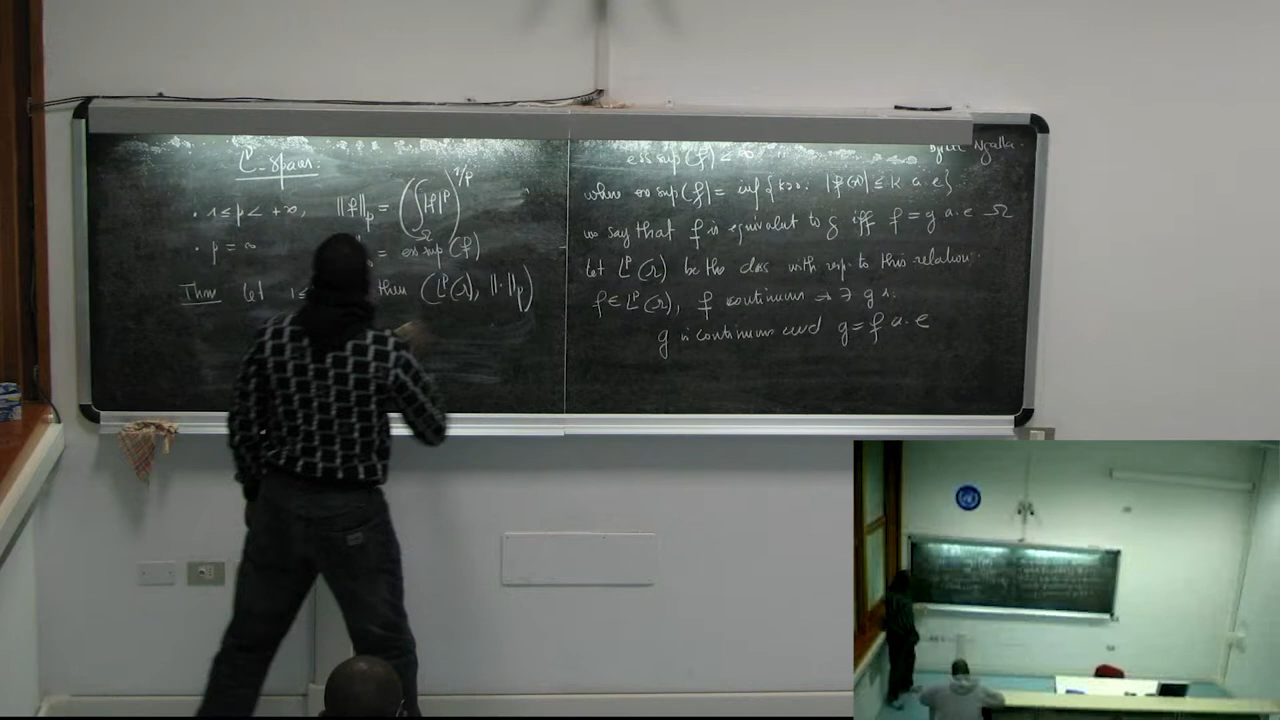 L^p-spaces:
· 1 ≤ p < +∞, ‖f‖_p = (∫_Ω |f|^p)^{1/p}
· p = ∞ = ess sup (f)
Thm Let 1 ≤ then (L^p(Ω), ‖·‖_p)
ess sup (f) < ∞ Ngalla.
where ess sup (f) = inf { k>0: |f(x)| ≤ k a.e }
we say that f is equivalent to g iff f = g a.e Ω
Let L^p(Ω) be the class with resp. to this relation.
f ∈ L^p(Ω), f continuous → ∃ g s.
g is continuous and g = f a.e